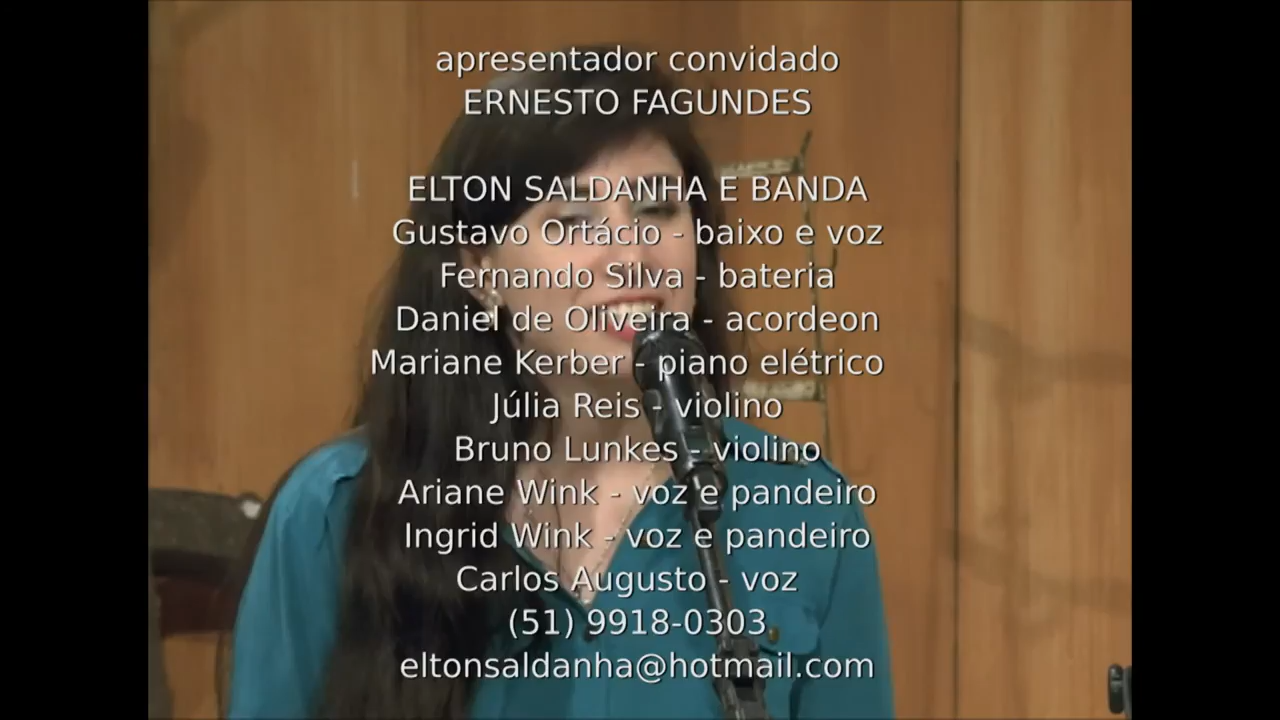 apresentador convidado
ERNESTO FAGUNDES
ELTON SALDANHA E BANDA
Gustavo Ortácio - baixo e voz
Fernando Silva - bateria
Daniel de Oliveira - acordeon
Mariane Kerber - piano elétrico
Júlia Reis - violino
Bruno Lunkes - violino
Ariane Wink - voz e pandeiro
Ingrid Wink - voz e pandeiro
Carlos Augusto - voz
(51) 9918-0303
eltonsaldanha@hotmail.com